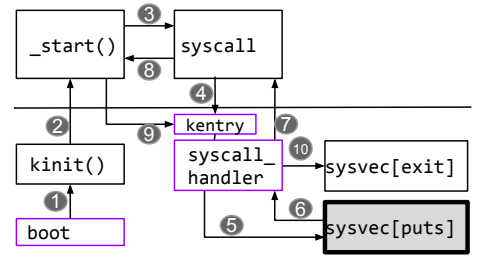 3
_start()
syscall
8
4
2
9
kentry
7
10
kinit()
syscall_
handler
sysvec[exit]
1
5
6
boot
sysvec[puts]